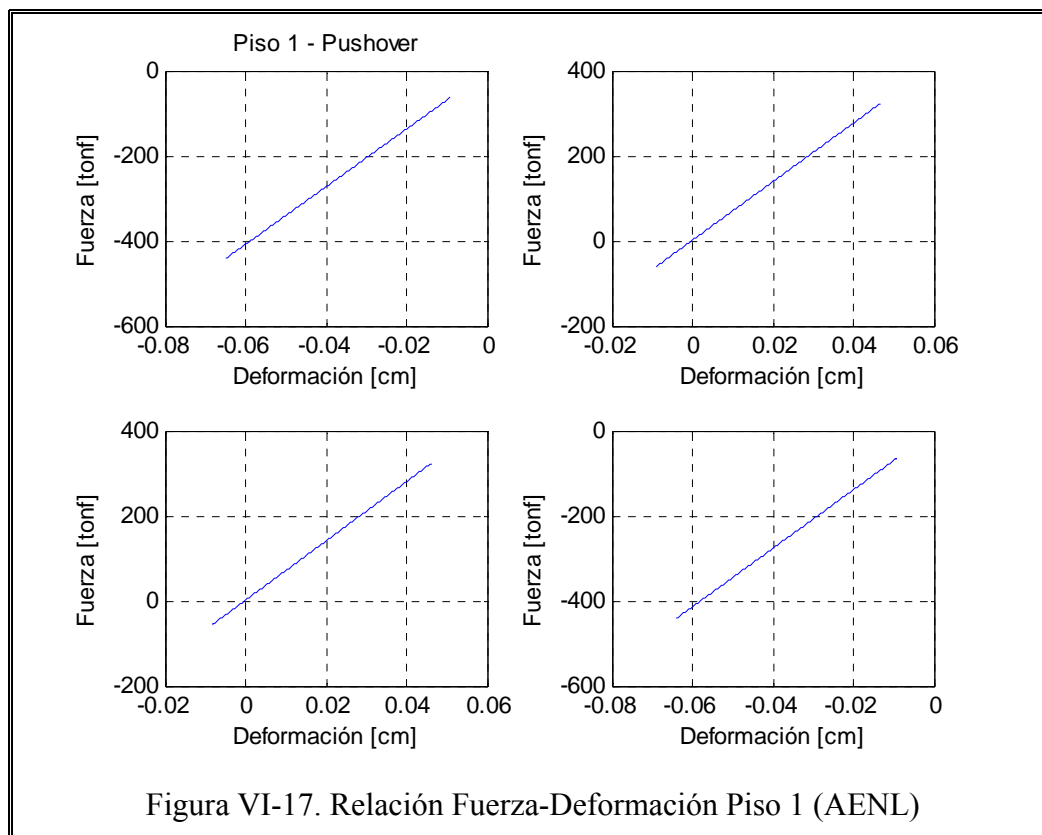 Piso 1 - Pushover
0
-200
-400
-600
-0.08 -0.06 -0.04 -0.02 0
Fuerza [tonf]
Deformación [cm]
400
200
0
-200
-0.02 0 0.02 0.04 0.06
Fuerza [tonf]
Deformación [cm]
400
200
0
-200
-0.02 0 0.02 0.04 0.06
Fuerza [tonf]
Deformación [cm]
0
-200
-400
-600
-0.08 -0.06 -0.04 -0.02 0
Fuerza [tonf]
Deformación [cm]
Figura VI-17. Relación Fuerza-Deformación Piso 1 (AENL)